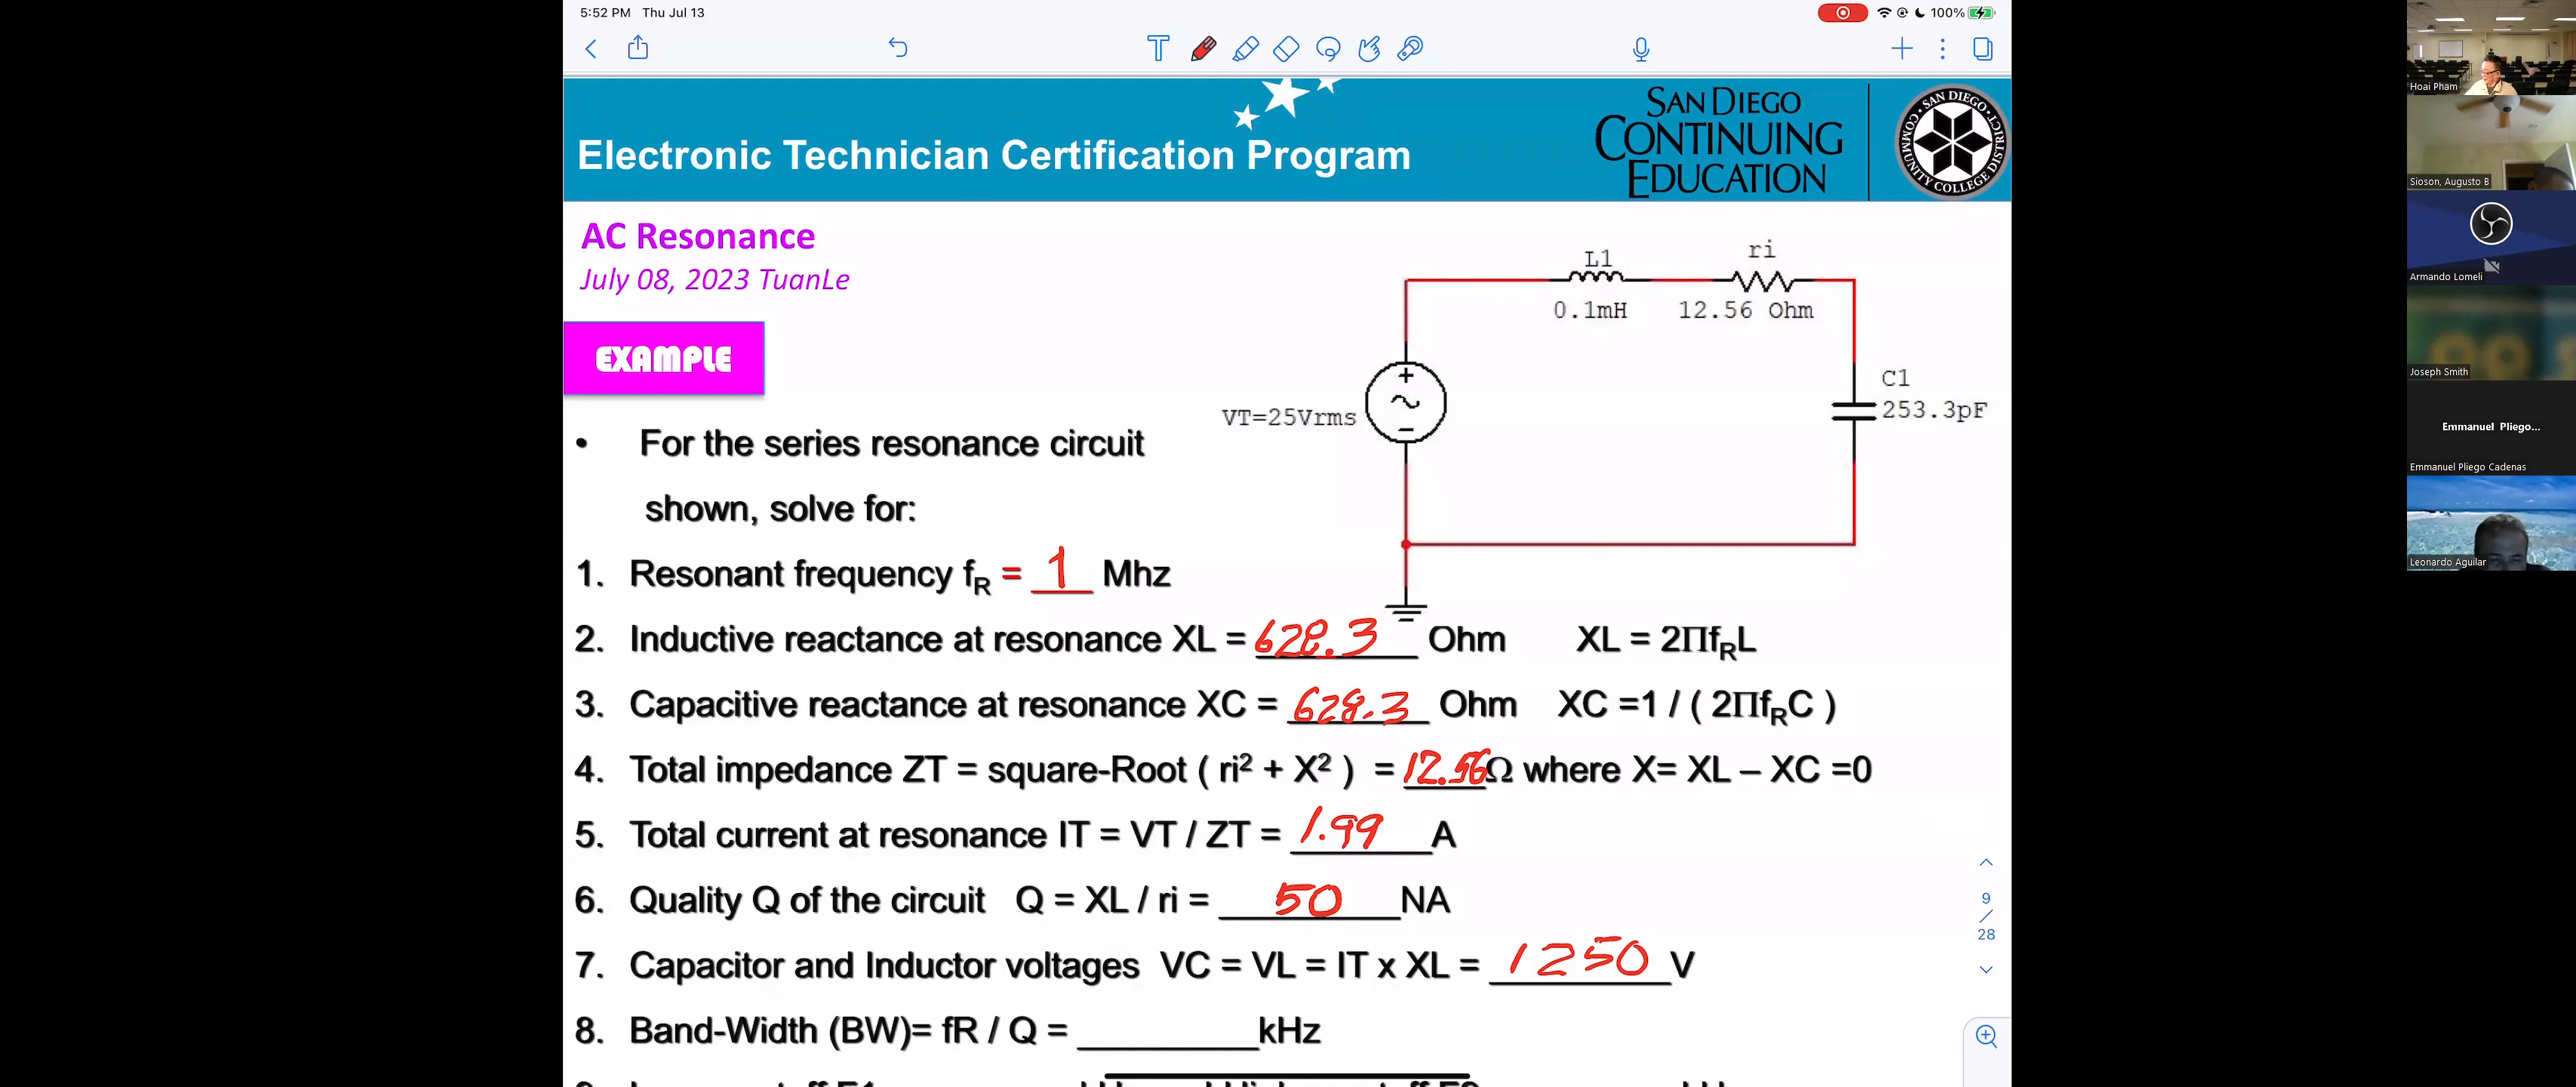 5:52 PM Thu Jul 13
100%
Electronic Technician Certification Program
SAN DIEGO
CONTINUING
EDUCATION
SAN DIEGO
COMMUNITY COLLEGE DISTRICT
AC Resonance
July 08, 2023 TuanLe
EXAMPLE
L1
0.1mH
ri
12.56 Ohm
C1
253.3pF
VT=25Vrms
+
−
• For the series resonance circuit
shown, solve for:
1. Resonant frequency fR = 1 Mhz
2. Inductive reactance at resonance XL = 628.3 Ohm XL = 2ΠfRL
3. Capacitive reactance at resonance XC = 628.3 Ohm XC =1 / ( 2ΠfRC )
4. Total impedance ZT = square-Root ( ri² + X² ) = 12.56Ω where X= XL – XC =0
5. Total current at resonance IT = VT / ZT = 1.99 A
6. Quality Q of the circuit Q = XL / ri = 50 NA
7. Capacitor and Inductor voltages VC = VL = IT x XL = 1250 V
8. Band-Width (BW)= fR / Q = ________kHz
9
/
28
Hoai Pham
Sioson, Augusto B
Armando Lomeli
Joseph Smith
Emmanuel Pliego...
Emmanuel Pliego Cadenas
Leonardo Aguilar